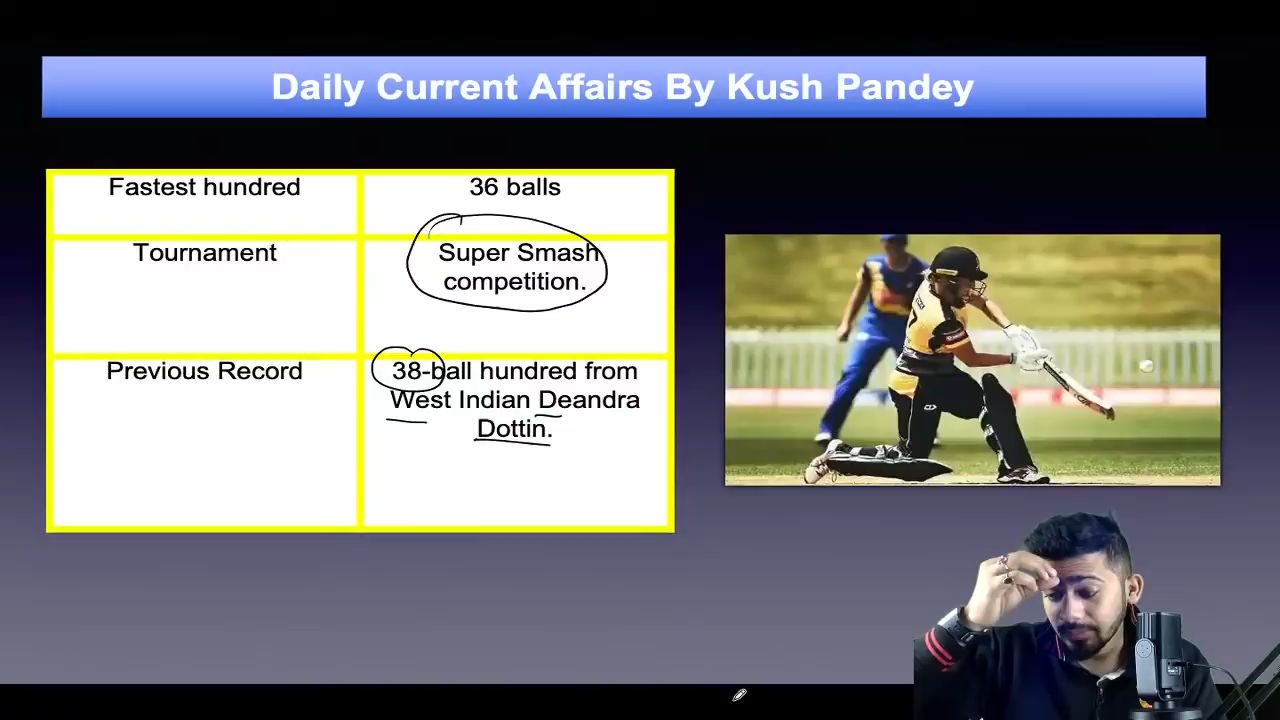 Daily Current Affairs By Kush Pandey
Fastest hundred
36 balls
Tournament
Super Smash
competition.
Previous Record
38-ball hundred from
West Indian Deandra
Dottin.